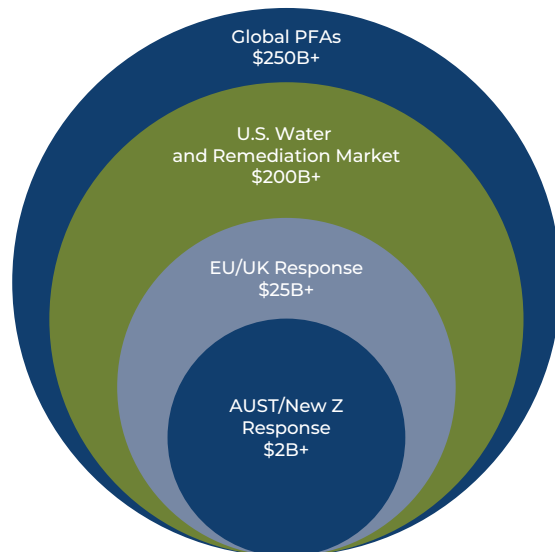 Global PFAs
$250B+
U.S. Water
and Remediation Market
$200B+
EU/UK Response
$25B+
AUST/New Z
Response
$2B+